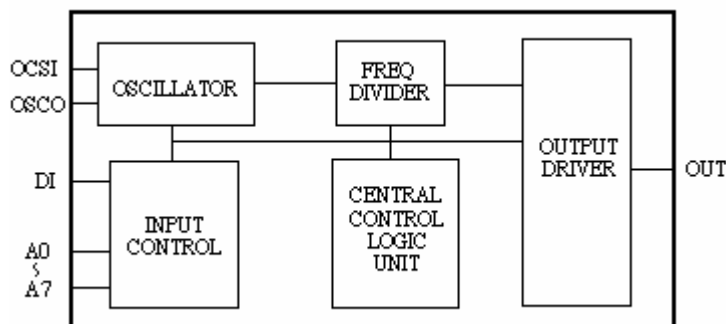 OCSI
OSCO
OSCILLATOR
FREQ
DIVIDER
OUTPUT
DRIVER
OUT
DI
A0
~
A7
INPUT
CONTROL
CENTRAL
CONTROL
LOGIC
UNIT